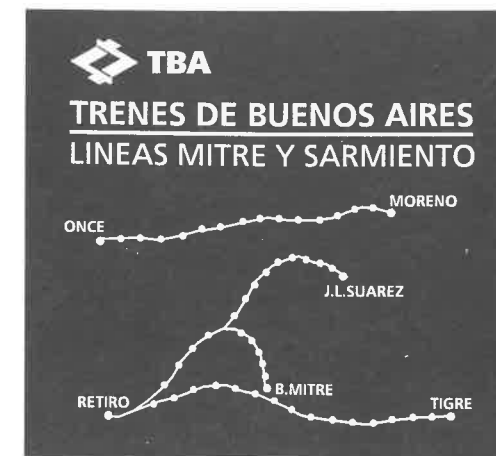 TBA
TRENES DE BUENOS AIRES
LINEAS MITRE Y SARMIENTO
MORENO
ONCE
J.L.SUAREZ
B.MITRE
RETIRO
TIGRE